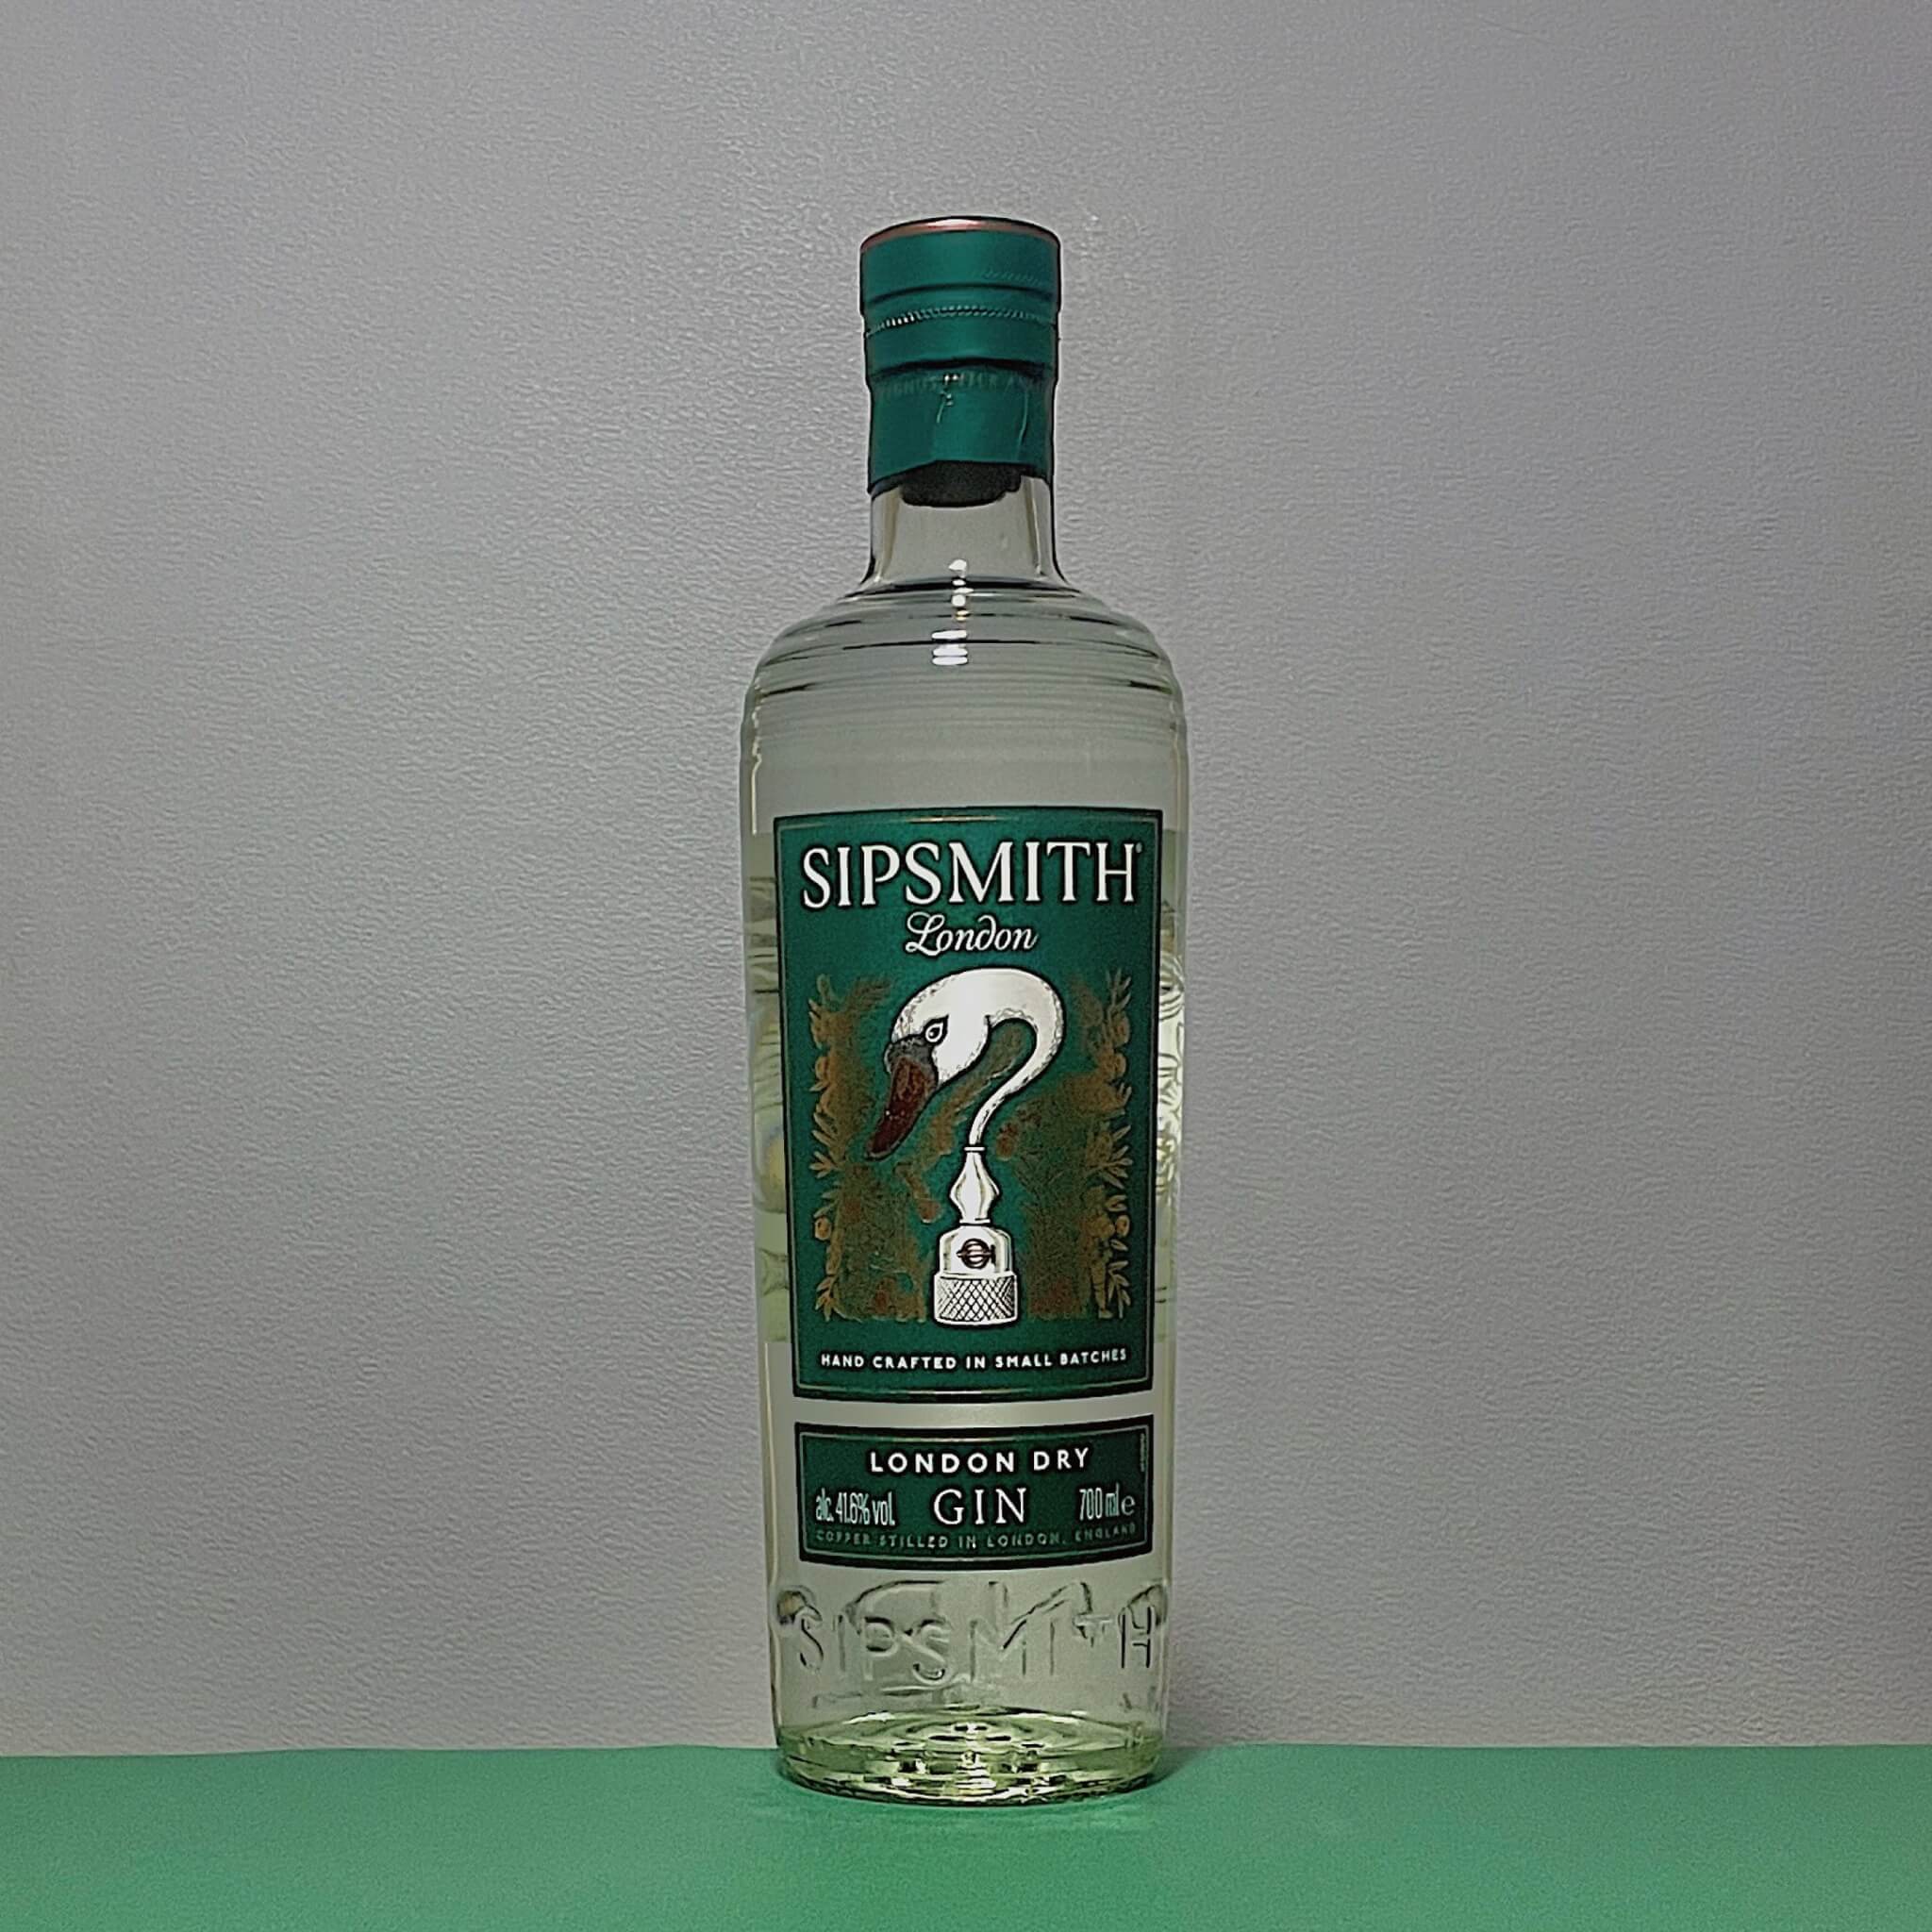 SIPSMITH®
London
HAND CRAFTED IN SMALL BATCHES
LONDON DRY
alc. 41.6% vol. GIN 700 ml e
COPPER STILLED IN LONDON, ENGLAND
SIPSMITH